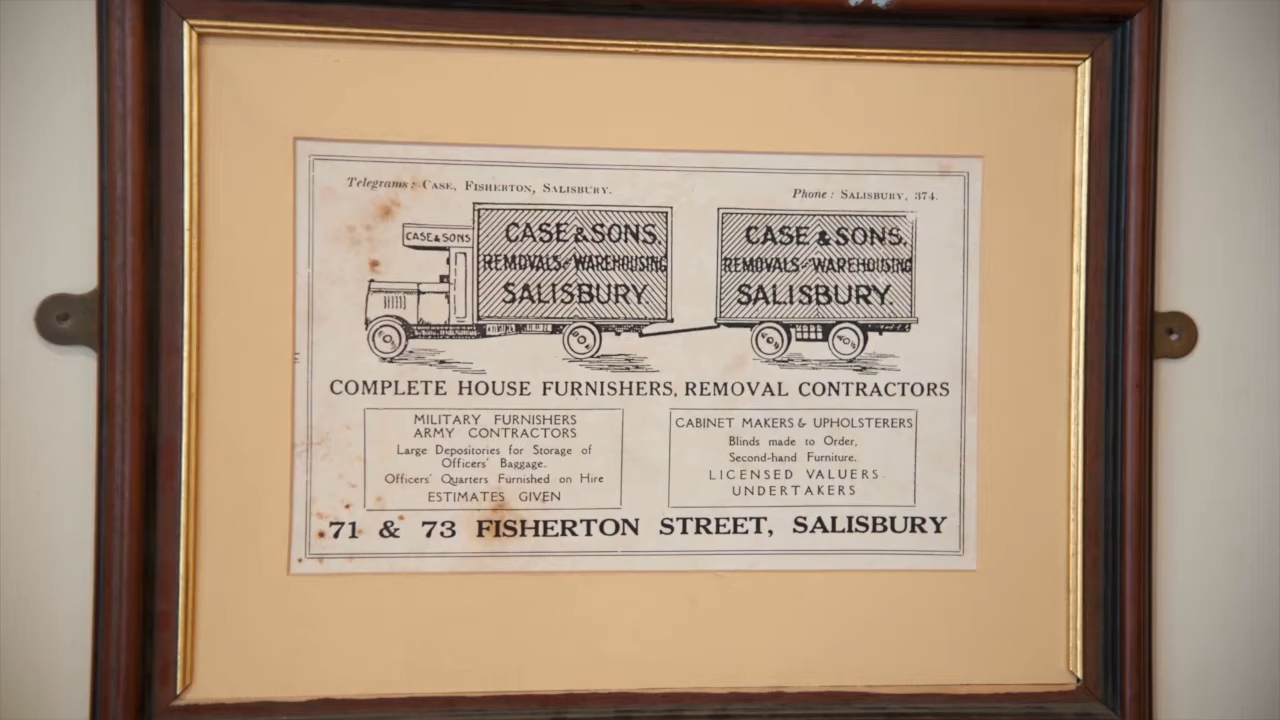 Telegrams: CASE, FISHERTON, SALISBURY.
Phone: SALISBURY, 374.
CASE & SONS
CASE & SONS.
REMOVALS & WAREHOUSING
SALISBURY.
CASE & SONS.
REMOVALS & WAREHOUSING
SALISBURY.
COMPLETE HOUSE FURNISHERS, REMOVAL CONTRACTORS
MILITARY FURNISHERS
ARMY CONTRACTORS
Large Depositories for Storage of
Officers' Baggage.
Officers' Quarters Furnished on Hire
ESTIMATES GIVEN
CABINET MAKERS & UPHOLSTERERS
Blinds made to Order,
Second-hand Furniture.
LICENSED VALUERS
UNDERTAKERS
71 & 73 FISHERTON STREET, SALISBURY